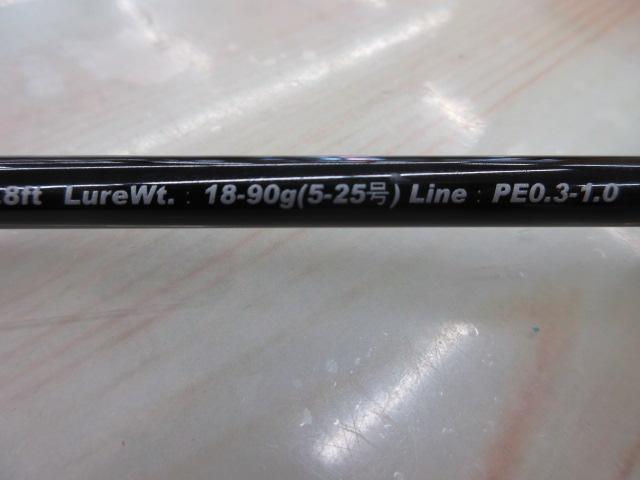 .8ft LureWt. : 18-90g(5-25号) Line : PE0.3-1.0